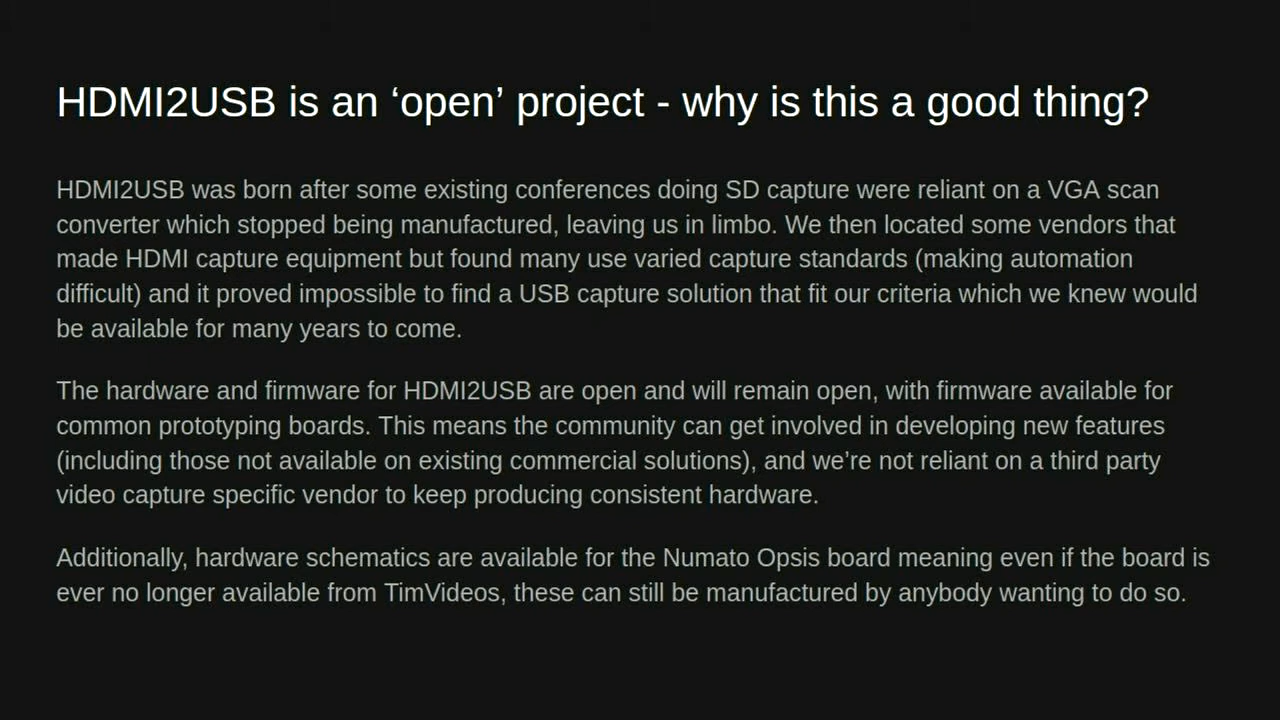 HDMI2USB is an ‘open’ project - why is this a good thing?
HDMI2USB was born after some existing conferences doing SD capture were reliant on a VGA scan
converter which stopped being manufactured, leaving us in limbo. We then located some vendors that
made HDMI capture equipment but found many use varied capture standards (making automation
difficult) and it proved impossible to find a USB capture solution that fit our criteria which we knew would
be available for many years to come.
The hardware and firmware for HDMI2USB are open and will remain open, with firmware available for
common prototyping boards. This means the community can get involved in developing new features
(including those not available on existing commercial solutions), and we’re not reliant on a third party
video capture specific vendor to keep producing consistent hardware.
Additionally, hardware schematics are available for the Numato Opsis board meaning even if the board is
ever no longer available from TimVideos, these can still be manufactured by anybody wanting to do so.